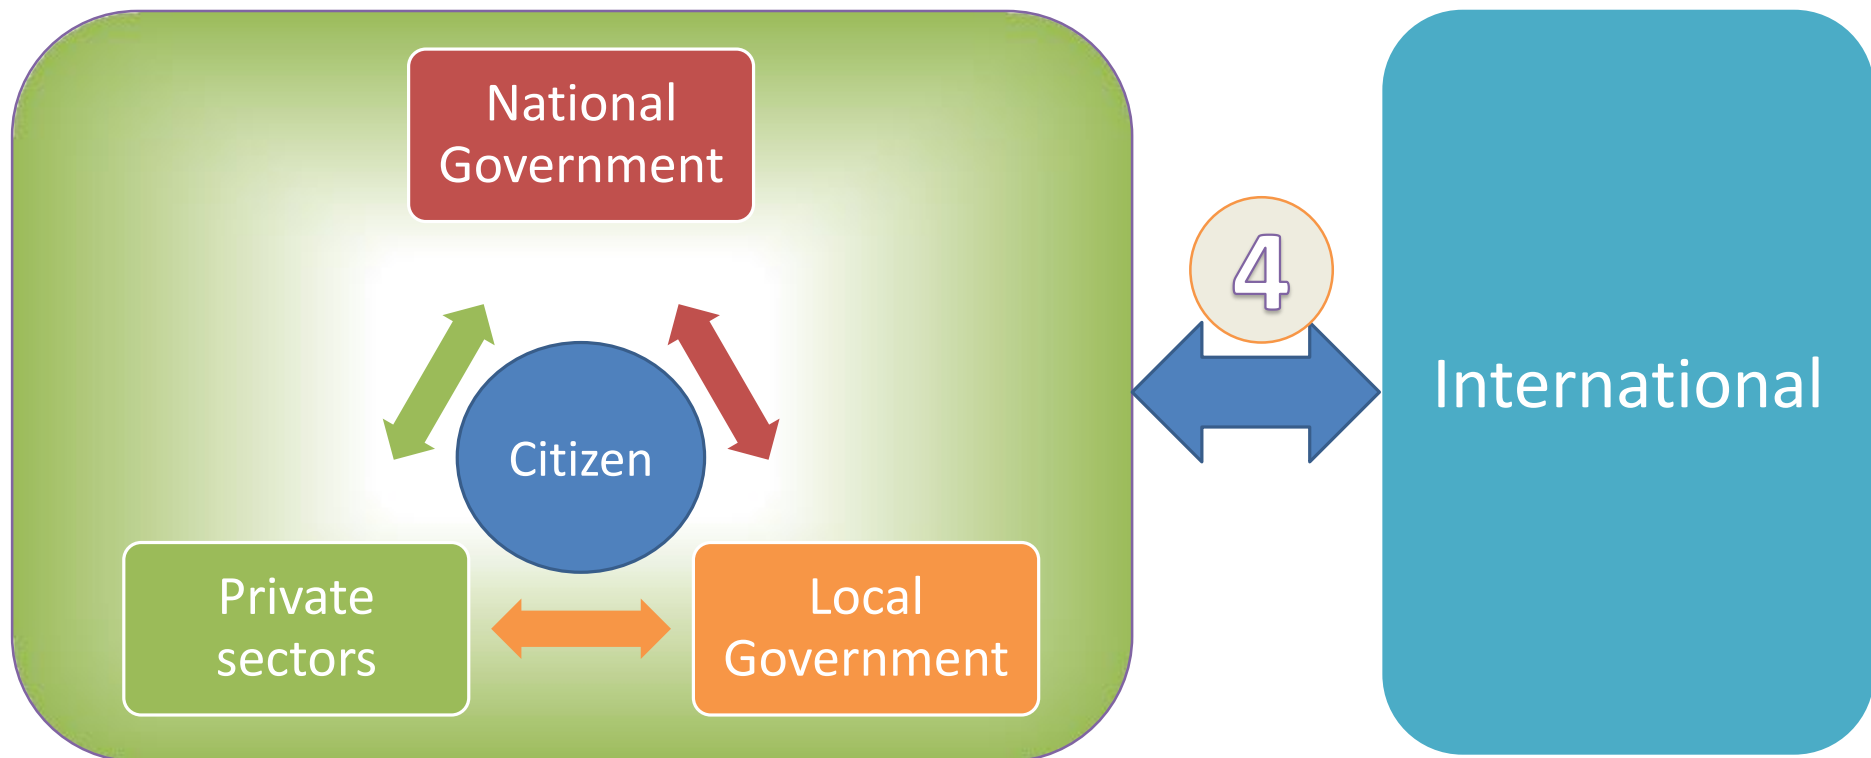 National
Government
4
International
Citizen
Private
sectors
Local
Government